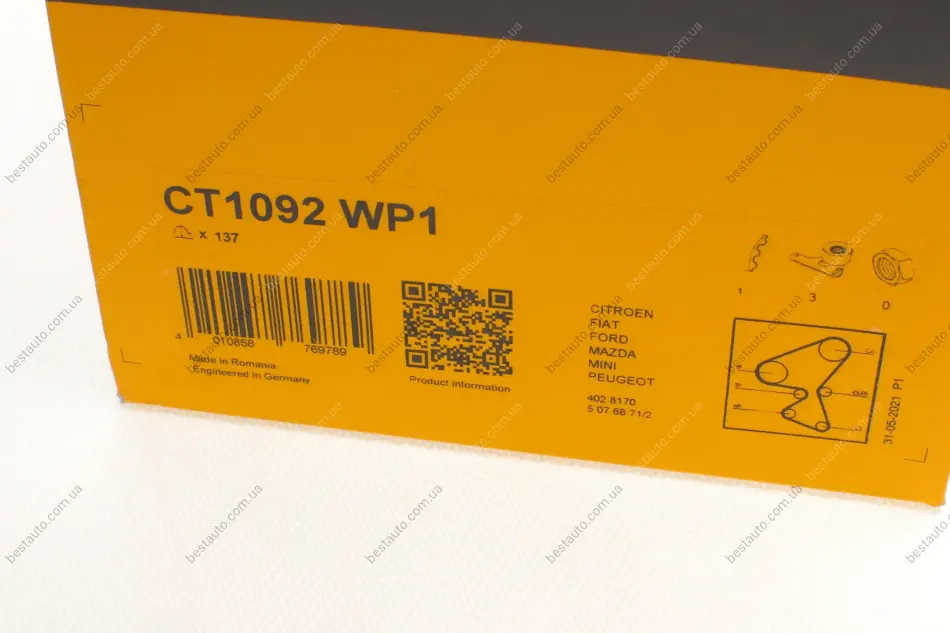 CT1092 WP1
x 137
4 010858 769789
Made in Romania
Engineered in Germany
Product information
CITROEN
FIAT
FORD
MAZDA
MINI
PEUGEOT
402 8170
5 07 68 71/2
1 3 0
31-05-2021 P1
bestauto.com.ua